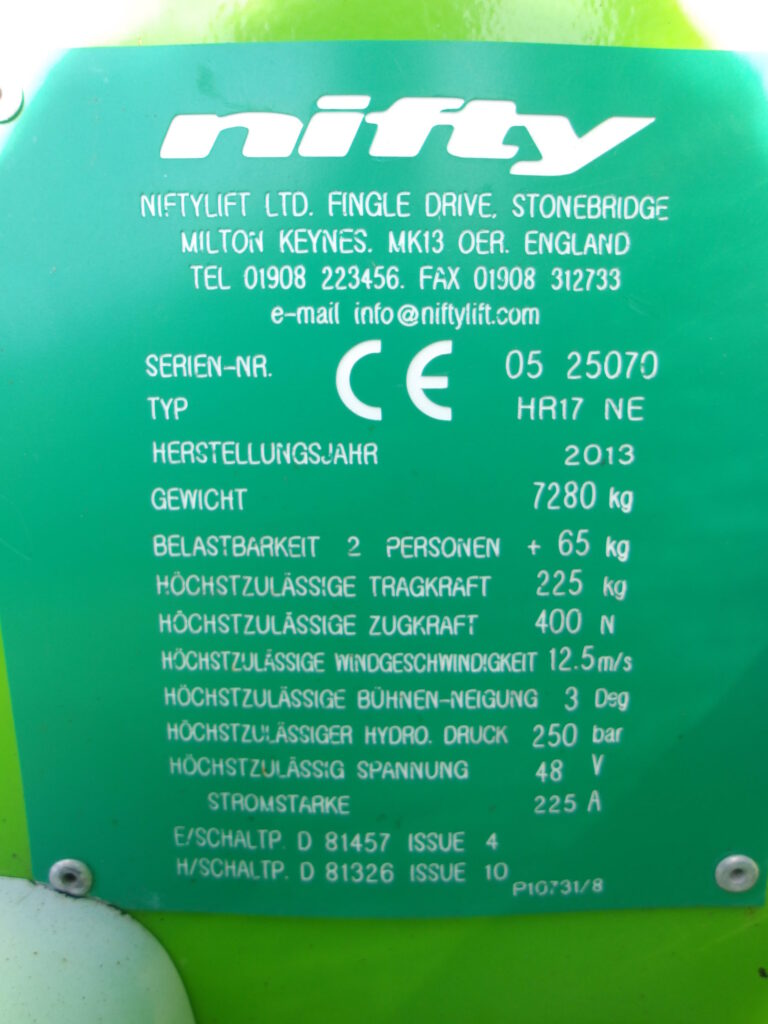 nifty
NIFTYLIFT LTD. FINGLE DRIVE, STONEBRIDGE
MILTON KEYNES. MK13 OER. ENGLAND
TEL 01908 223456. FAX 01908 312733
e-mail info@niftylift.com
SERIEN-NR. CE 05 25070
TYP HR17 NE
HERSTELLUNGSJAHR 2013
GEWICHT 7280 kg
BELASTBARKEIT 2 PERSONEN + 65 kg
HÖCHSTZULÄSSIGE TRAGKRAFT 225 kg
HÖCHSTZULÄSSIGE ZUGKRAFT 400 N
HÖCHSTZULÄSSIGE WINDGESCHWINDIGKEIT 12.5 m/s
HÖCHSTZULÄSSIGE BÜHNEN-NEIGUNG 3 Deg
HÖCHSTZULÄSSIGER HYDRO. DRUCK 250 bar
HÖCHSTZULÄSSIG SPANNUNG 48 V
STROMSTARKE 225 A
E/SCHALTP. D 81457 ISSUE 4
H/SCHALTP. D 81326 ISSUE 10
P10731/8